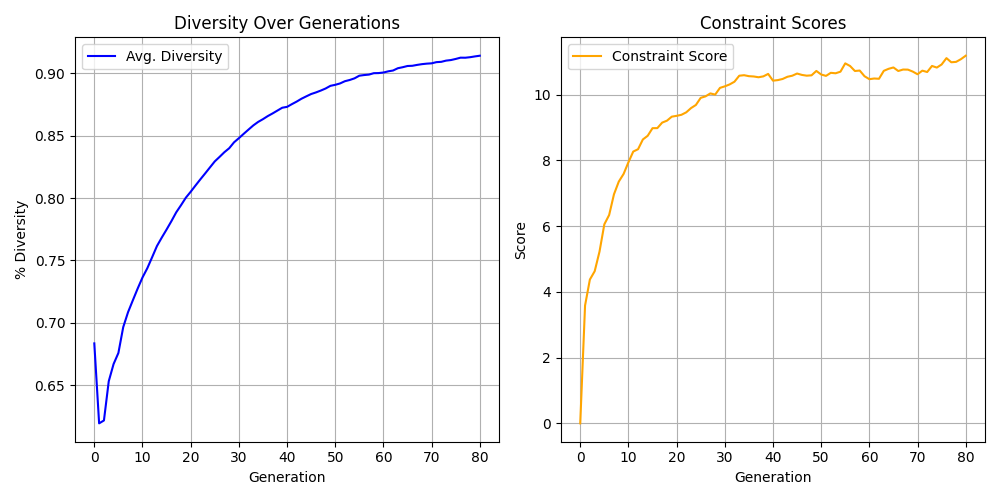 Diversity Over Generations
Avg. Diversity
% Diversity
0.90
0.85
0.80
0.75
0.70
0.65
0 10 20 30 40 50 60 70 80
Generation
Constraint Scores
Constraint Score
Score
10
8
6
4
2
0
0 10 20 30 40 50 60 70 80
Generation